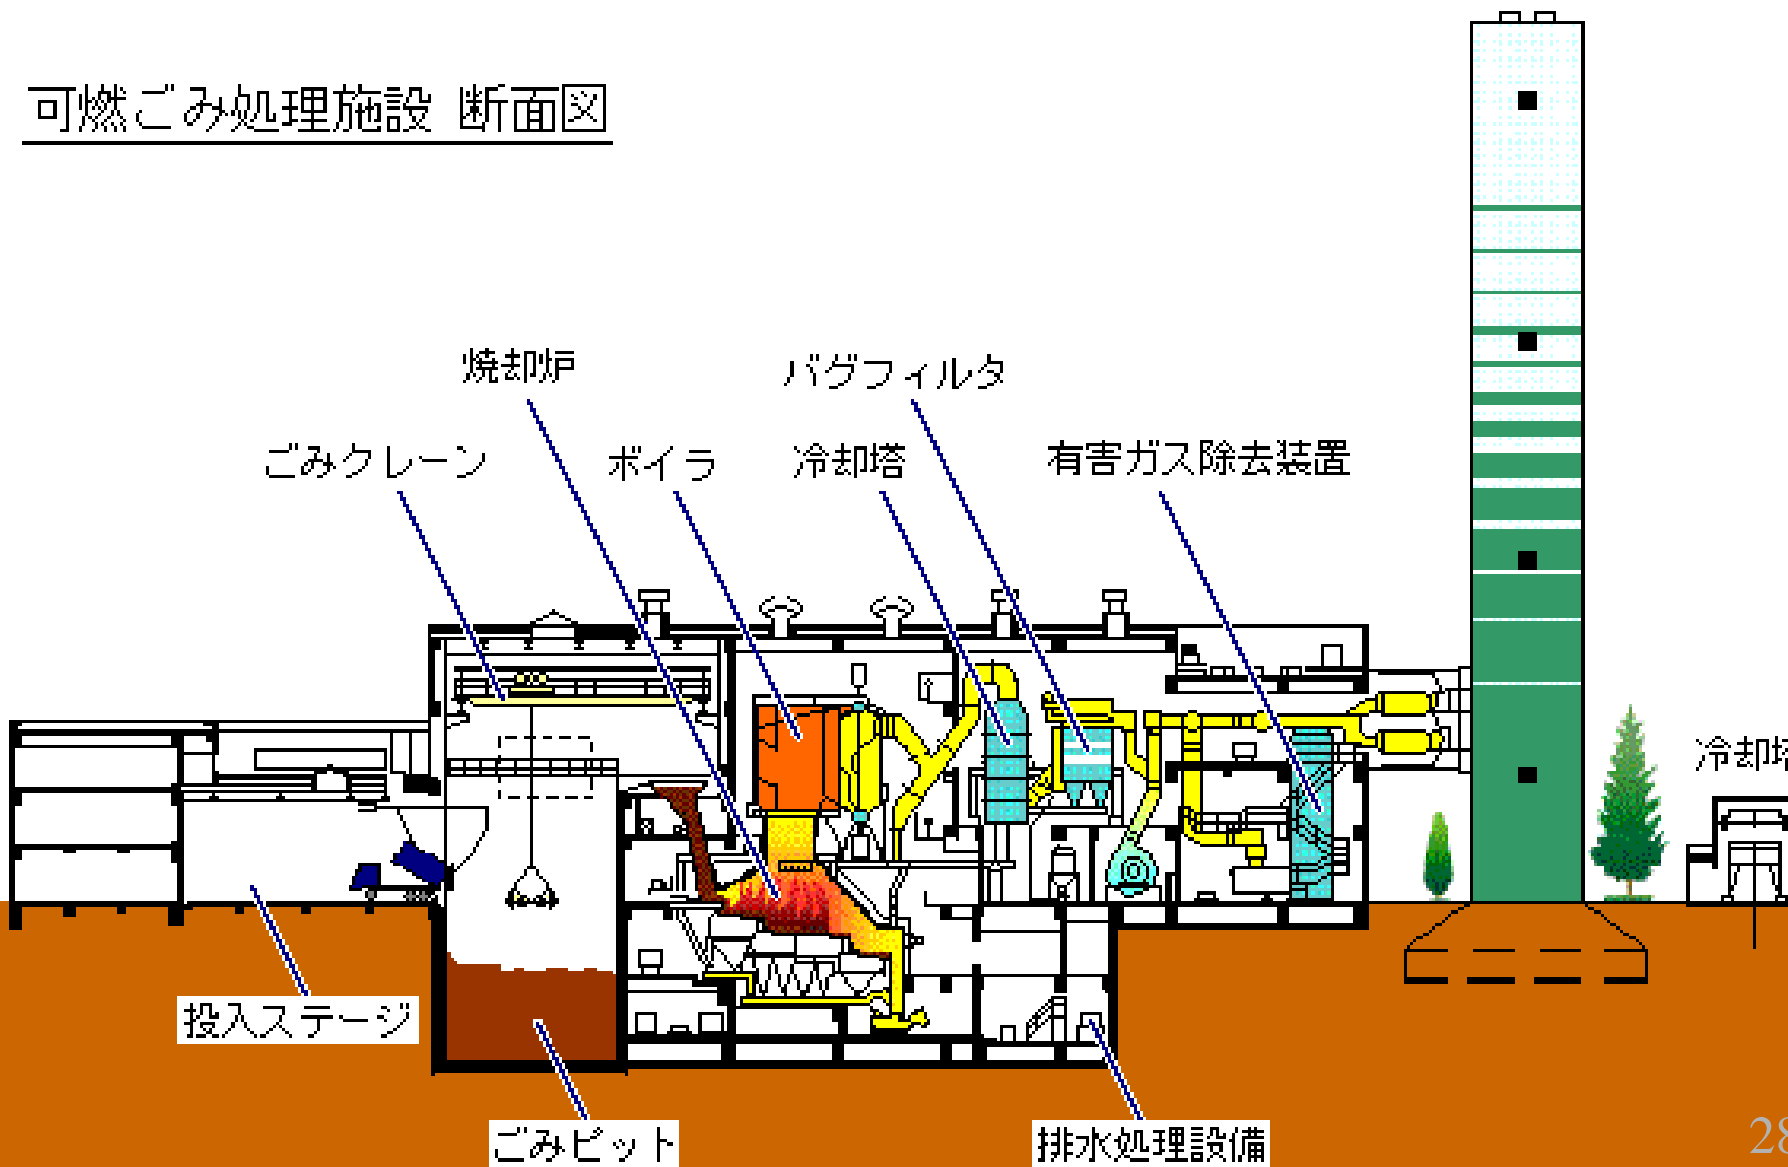 可燃ごみ処理施設 断面図
焼却炉
バグフィルタ
ごみクレーン
ボイラ
冷却塔
有害ガス除去装置
冷却塔
投入ステージ
ごみピット
排水処理設備
28